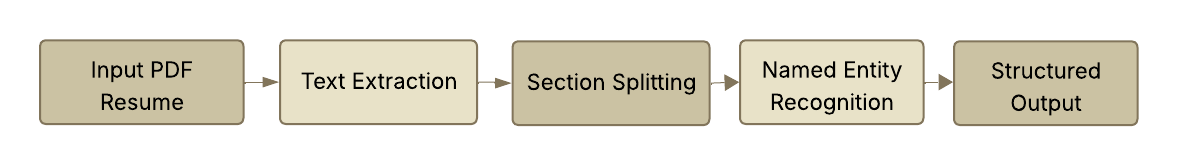 Input PDF
Resume
Text Extraction
Section Splitting
Named Entity
Recognition
Structured
Output